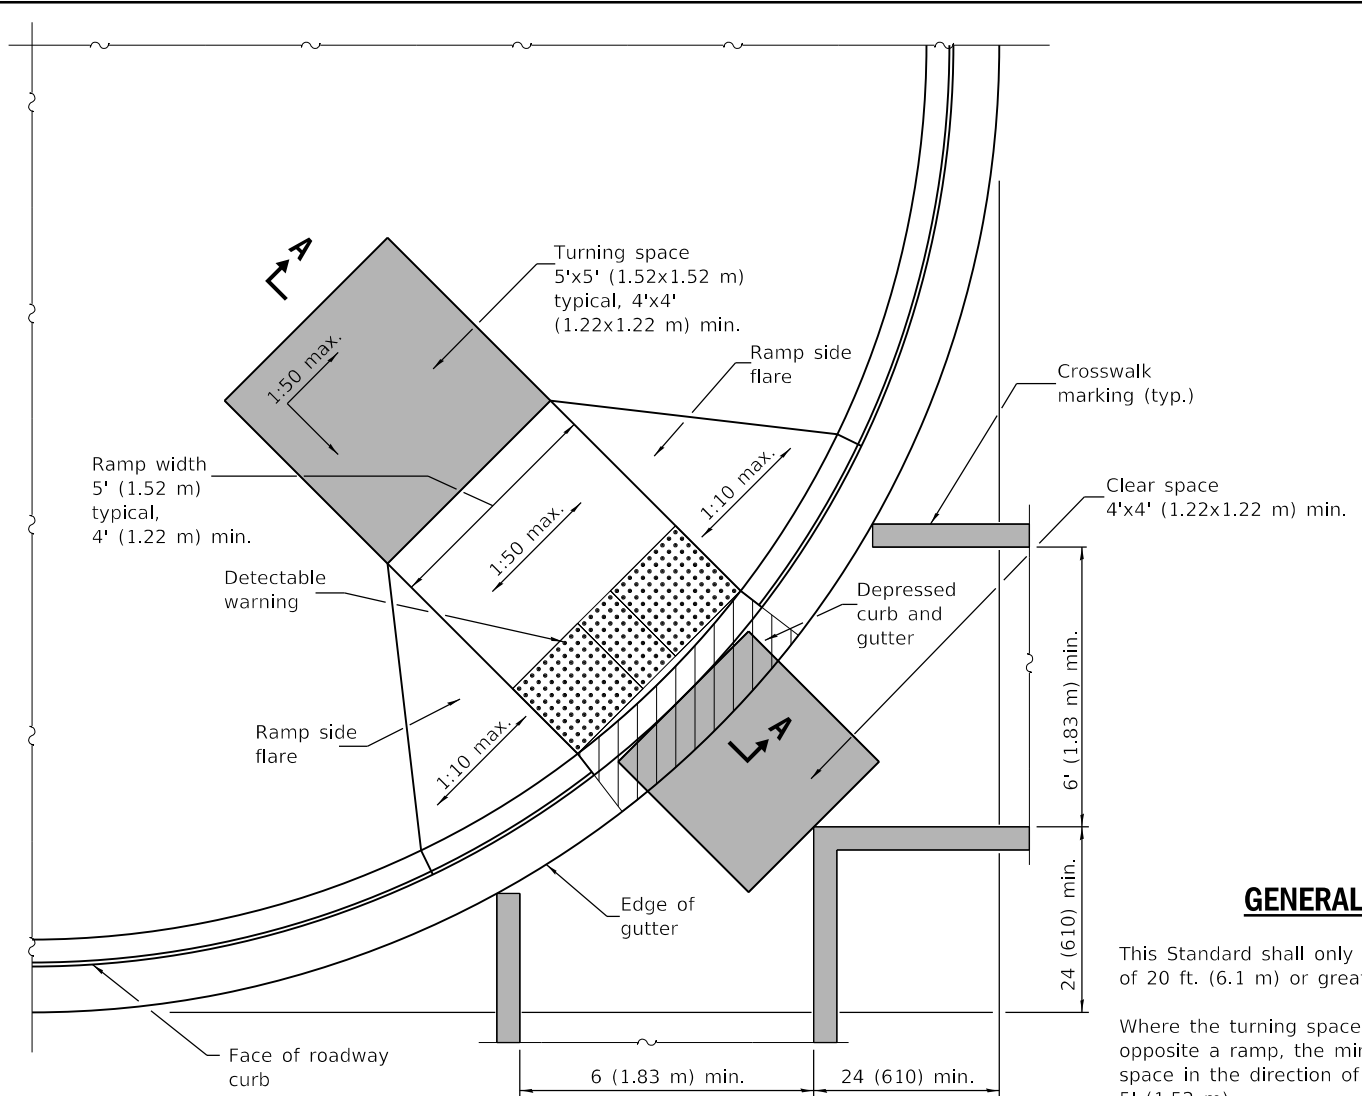 A
Turning space
5'x5' (1.52x1.52 m)
typical, 4'x4'
(1.22x1.22 m) min.
1:50 max.
Ramp side
flare
Crosswalk
marking (typ.)
Ramp width
5' (1.52 m)
typical,
4' (1.22 m) min.
1:10 max.
Clear space
4'x4' (1.22x1.22 m) min.
1:50 max.
Detectable
warning
Depressed
curb and
gutter
6' (1.83 m) min.
Ramp side
flare
1:10 max.
A
Edge of
gutter
24 (610) min.
GENERAL
This Standard shall only
of 20 ft. (6.1 m) or
Where the turning space
opposite a ramp, the
space in the direction of
Face of roadway
curb
6 (1.83 m) min.
24 (610) min.